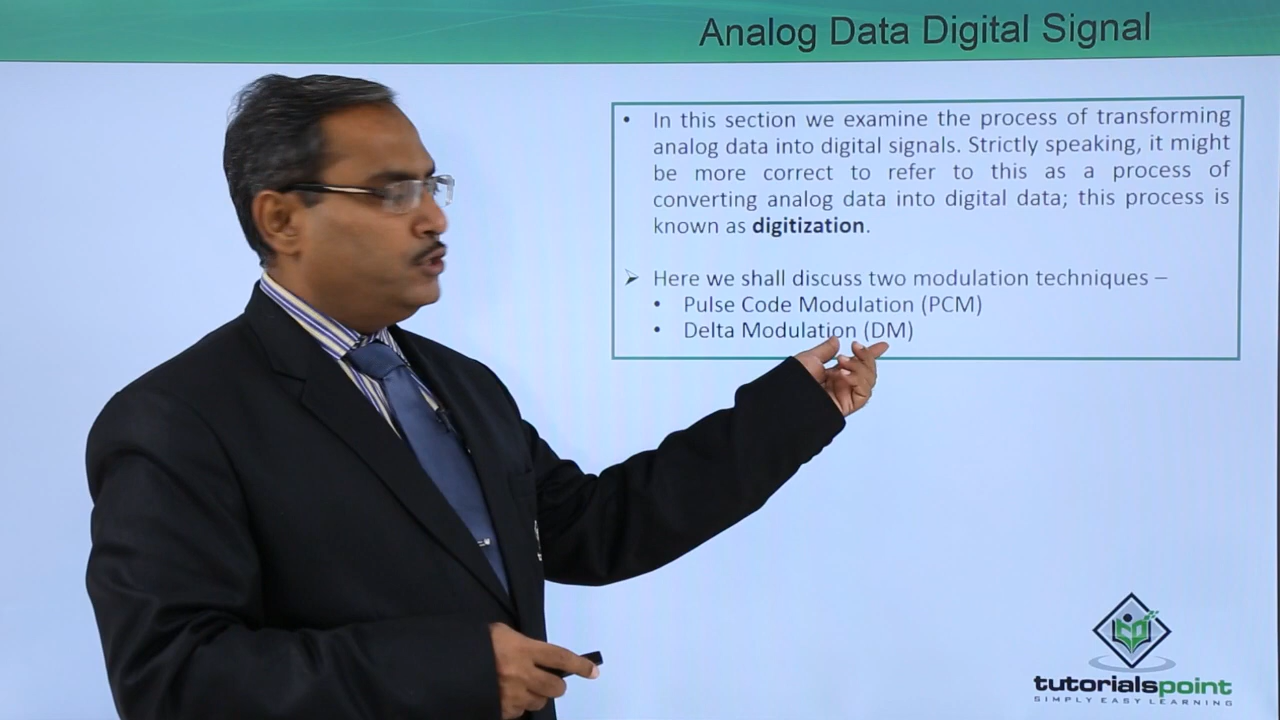 Analog Data Digital Signal
• In this section we examine the process of transforming
analog data into digital signals. Strictly speaking, it might
be more correct to refer to this as a process of
converting analog data into digital data; this process is
known as digitization.
➢ Here we shall discuss two modulation techniques –
• Pulse Code Modulation (PCM)
• Delta Modulation (DM)
tutorialspoint
SIMPLY EASY LEARNING